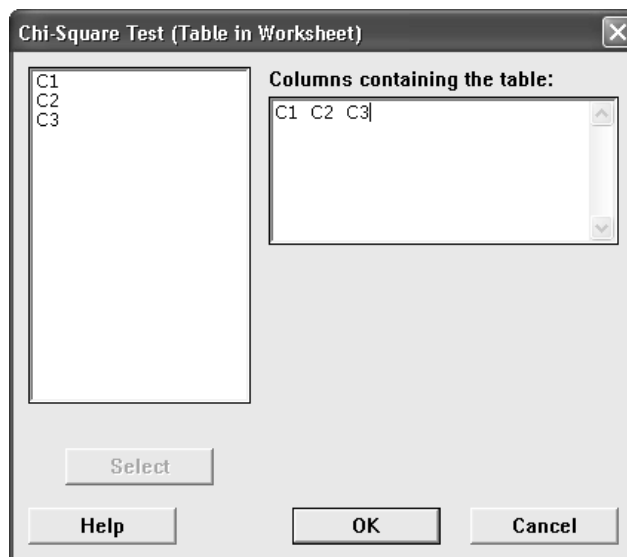 Chi-Square Test (Table in Worksheet)
C1
C2
C3
Columns containing the table:
C1 C2 C3
Select
Help
OK
Cancel